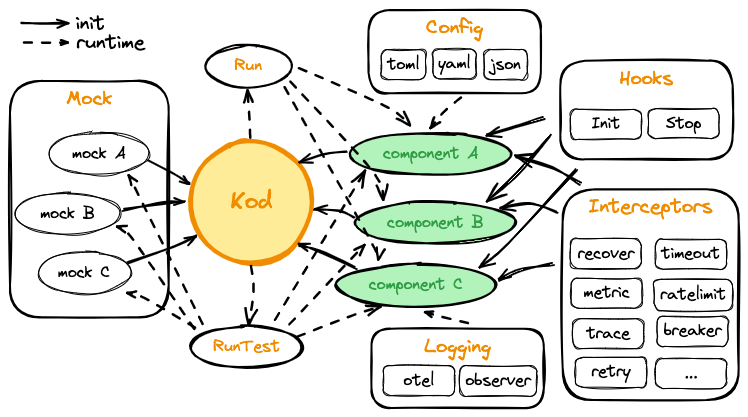 init
runtime
Mock
mock A
mock B
mock C
Run
Kod
RunTest
Config
toml
yaml
json
component A
component B
component C
Logging
otel
observer
Hooks
Init
Stop
Interceptors
recover
timeout
metric
ratelimit
trace
breaker
retry
...